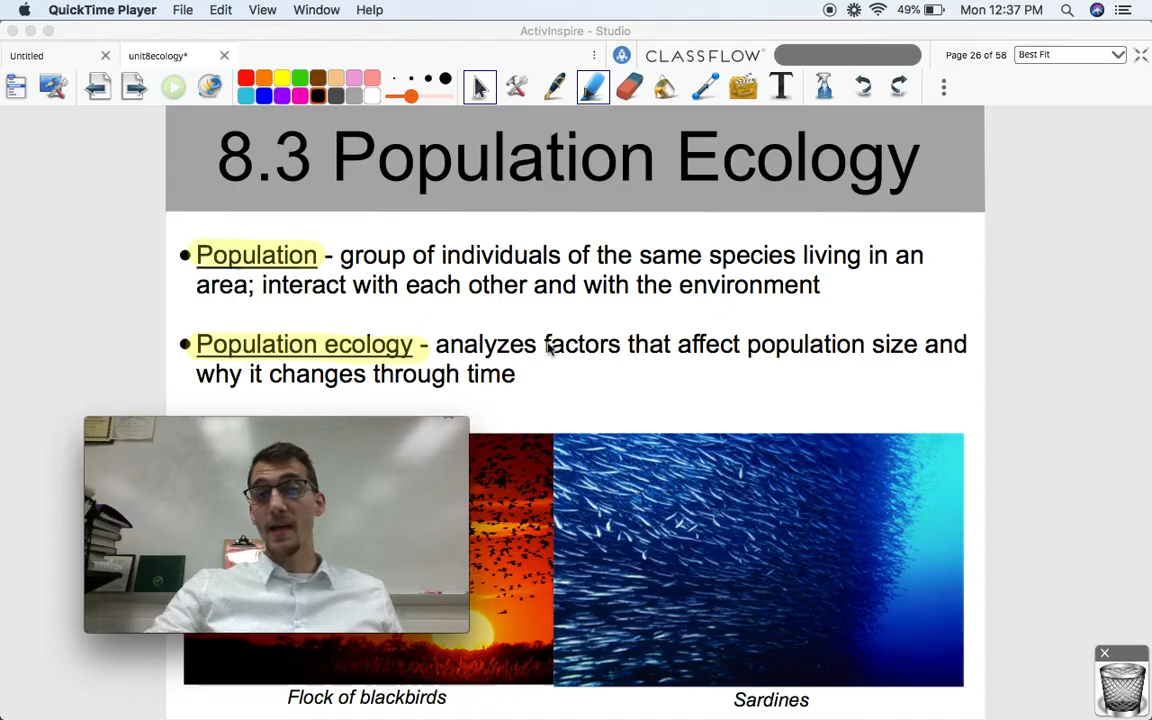 QuickTime Player File Edit View Window Help 49% Mon 12:37 PM
ActivInspire - Studio
Untitled unit8ecology* CLASSFLOW Page 26 of 58 Best Fit
8.3 Population Ecology
• Population - group of individuals of the same species living in an
area; interact with each other and with the environment
• Population ecology - analyzes factors that affect population size and
why it changes through time
Flock of blackbirds
Sardines